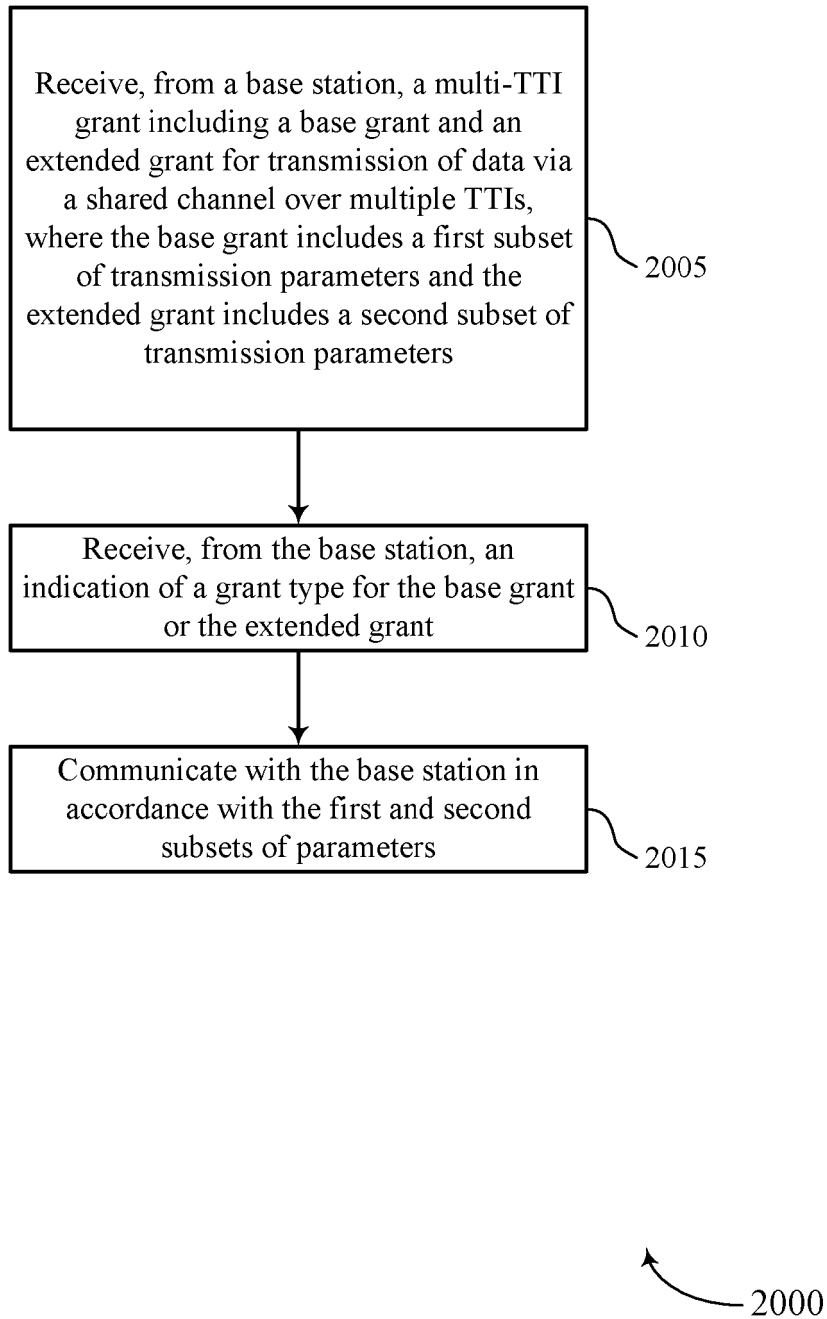 Receive, from a base station, a multi-TTI
grant including a base grant and an
extended grant for transmission of data via
a shared channel over multiple TTIs,
where the base grant includes a first subset
of transmission parameters and the
extended grant includes a second subset of
transmission parameters
2005
Receive, from the base station, an
indication of a grant type for the base grant
or the extended grant
2010
Communicate with the base station in
accordance with the first and second
subsets of parameters
2015
2000